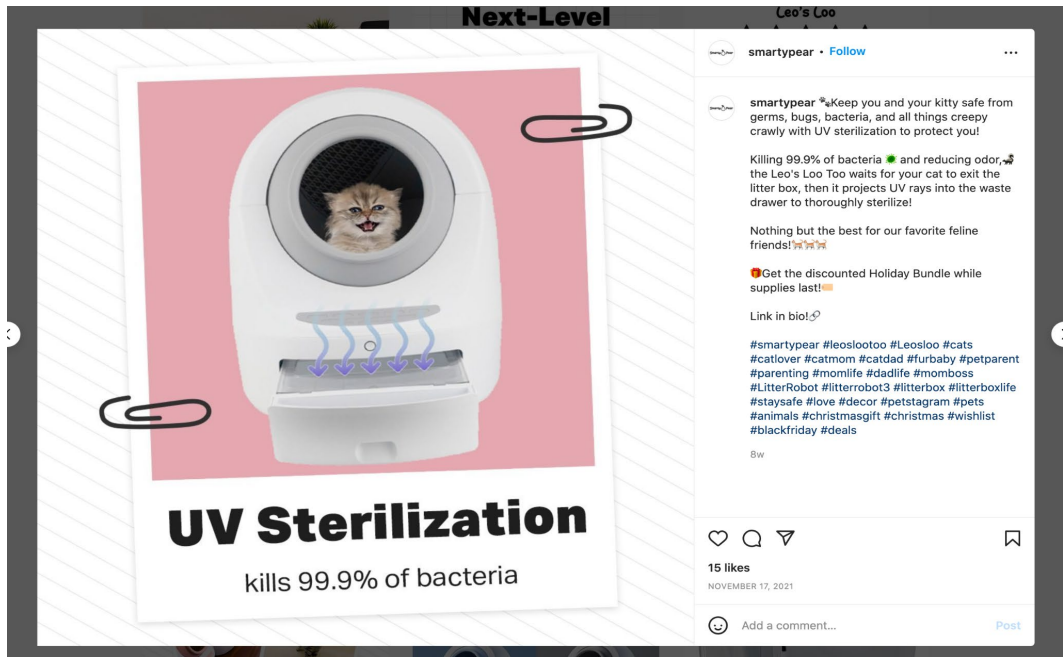 Next-Level
Leo's Loo
UV Sterilization
kills 99.9% of bacteria
smartypear • Follow
smartypear 🐾Keep you and your kitty safe from
germs, bugs, bacteria, and all things creepy
crawly with UV sterilization to protect you!
Killing 99.9% of bacteria 🦠 and reducing odor,🦨
the Leo's Loo Too waits for your cat to exit the
litter box, then it projects UV rays into the waste
drawer to thoroughly sterilize!
Nothing but the best for our favorite feline
friends!🐈🐈🐈
🎁Get the discounted Holiday Bundle while
supplies last!🏷️
Link in bio!🔗
#smartypear #leoslootoo #Leosloo #cats
#catlover #catmom #catdad #furbaby #petparent
#parenting #momlife #dadlife #momboss
#LitterRobot #litterrobot3 #litterbox #litterboxlife
#staysafe #love #decor #petstagram #pets
#animals #christmasgift #christmas #wishlist
#blackfriday #deals
8w
15 likes
NOVEMBER 17, 2021
Add a comment...
Post